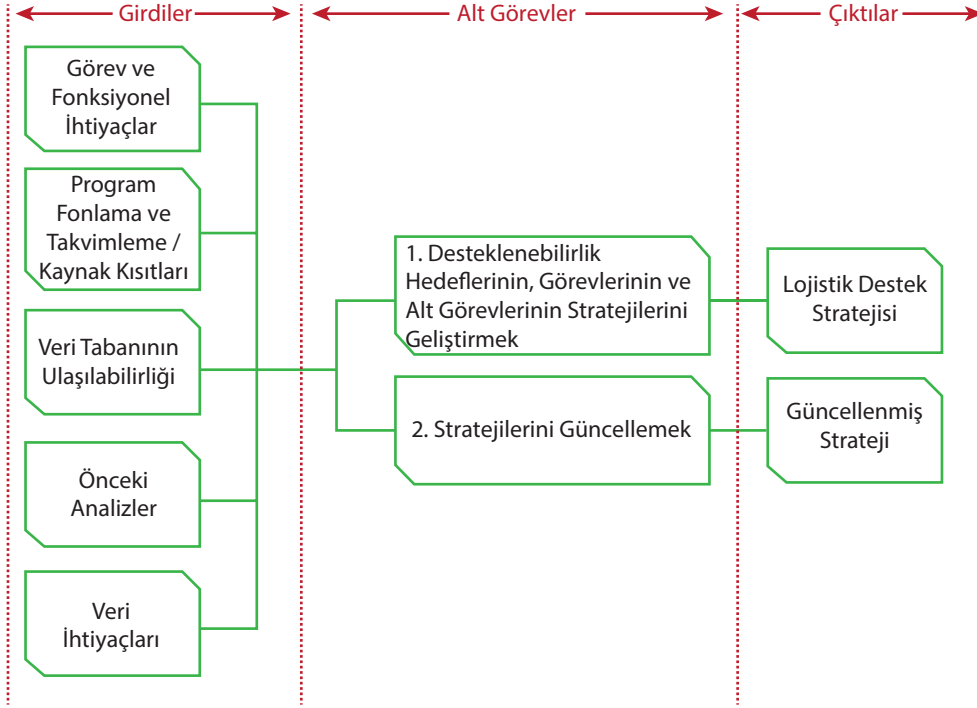 Girdiler
Alt Görevler
Çıktılar
Görev ve
Fonksiyonel
İhtiyaçlar
Program
Fonlama ve
Takvimleme /
Kaynak Kısıtları
Veri Tabanının
Ulaşılabilirliği
Önceki
Analizler
Veri
İhtiyaçları
1. Desteklenebilirlik
Hedeflerinin, Görevlerinin ve
Alt Görevlerinin Stratejilerini
Geliştirmek
2. Stratejilerini Güncellemek
Lojistik Destek
Stratejisi
Güncellenmiş
Strateji